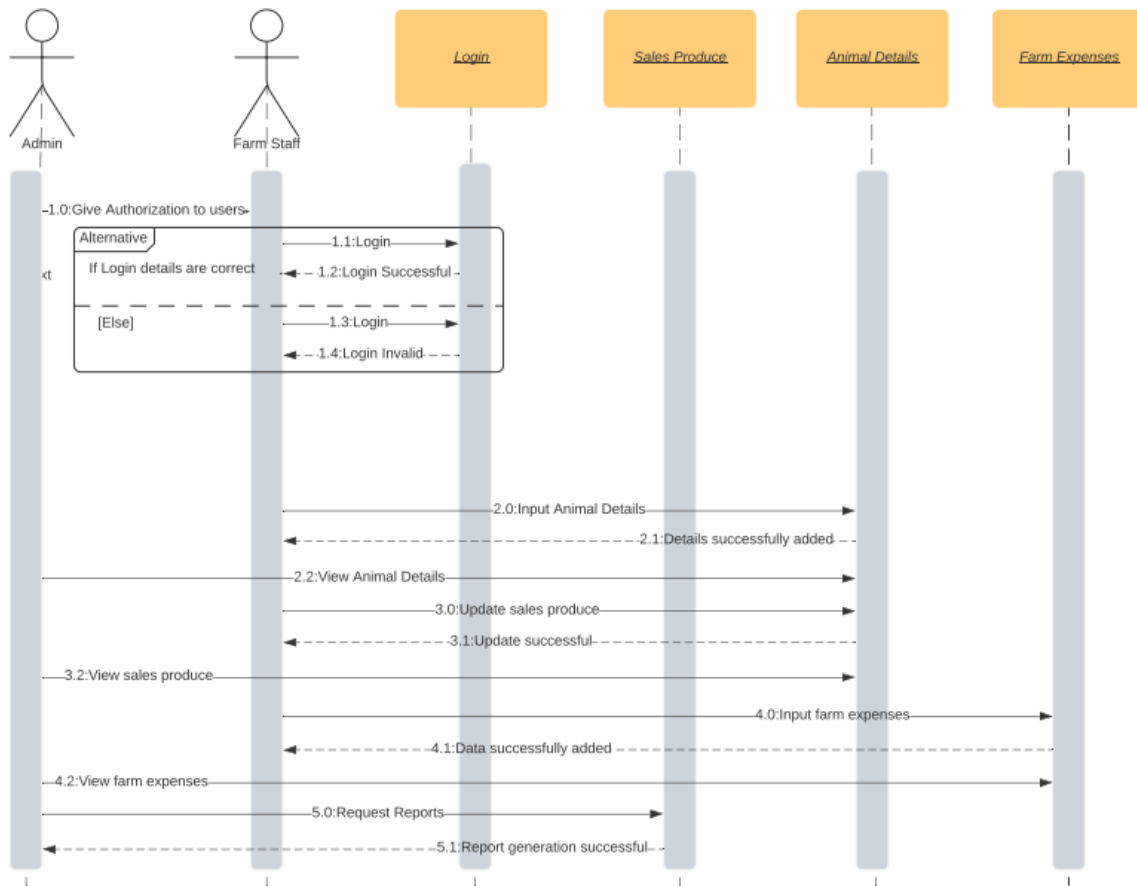 Login
Sales Produce
Animal Details
Farm Expenses
Admin
Farm Staff
1.0:Give Authorization to users
Alternative
1.1:Login
If Login details are correct
xt
1.2:Login Successful
[Else]
1.3:Login
1.4:Login Invalid
2.0:Input Animal Details
2.1:Details successfully added
2.2:View Animal Details
3.0:Update sales produce
3.1:Update successful
3.2:View sales produce
4.0:Input farm expenses
4.1:Data successfully added
4.2:View farm expenses
5.0:Request Reports
5.1:Report generation successful